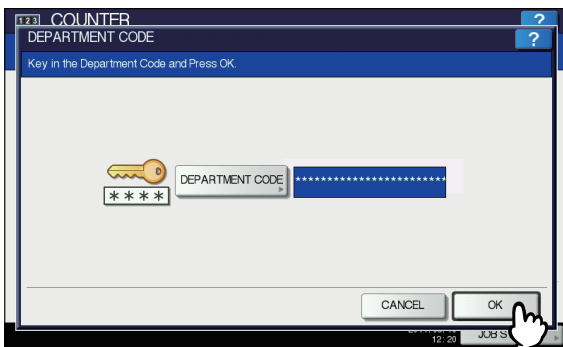 123 COUNTER
?
DEPARTMENT CODE
?
Key in the Department Code and Press OK.
DEPARTMENT CODE
************************
****
CANCEL
OK
12:20
JOB S